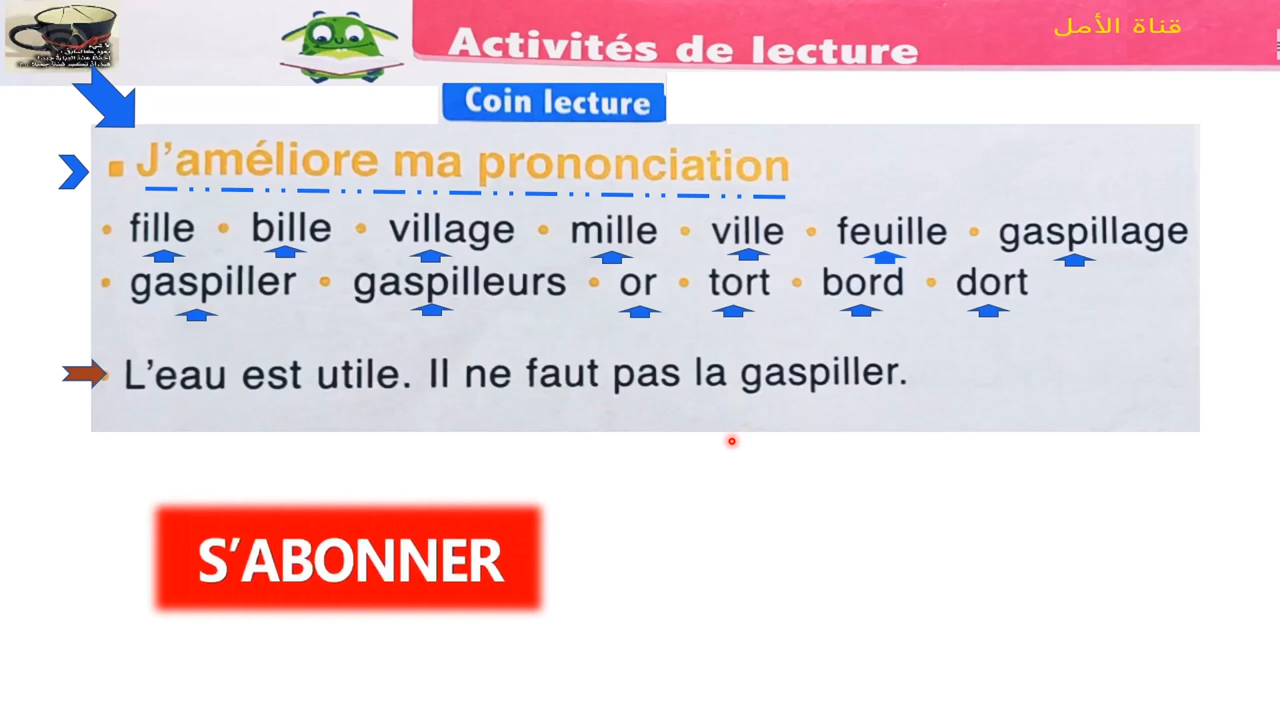 Activités de lecture
قناة الأمل
Coin lecture
J'améliore ma prononciation
• fille • bille • village • mille • ville • feuille • gaspillage
• gaspiller • gaspilleurs • or • tort • bord • dort
L'eau est utile. Il ne faut pas la gaspiller.
S'ABONNER